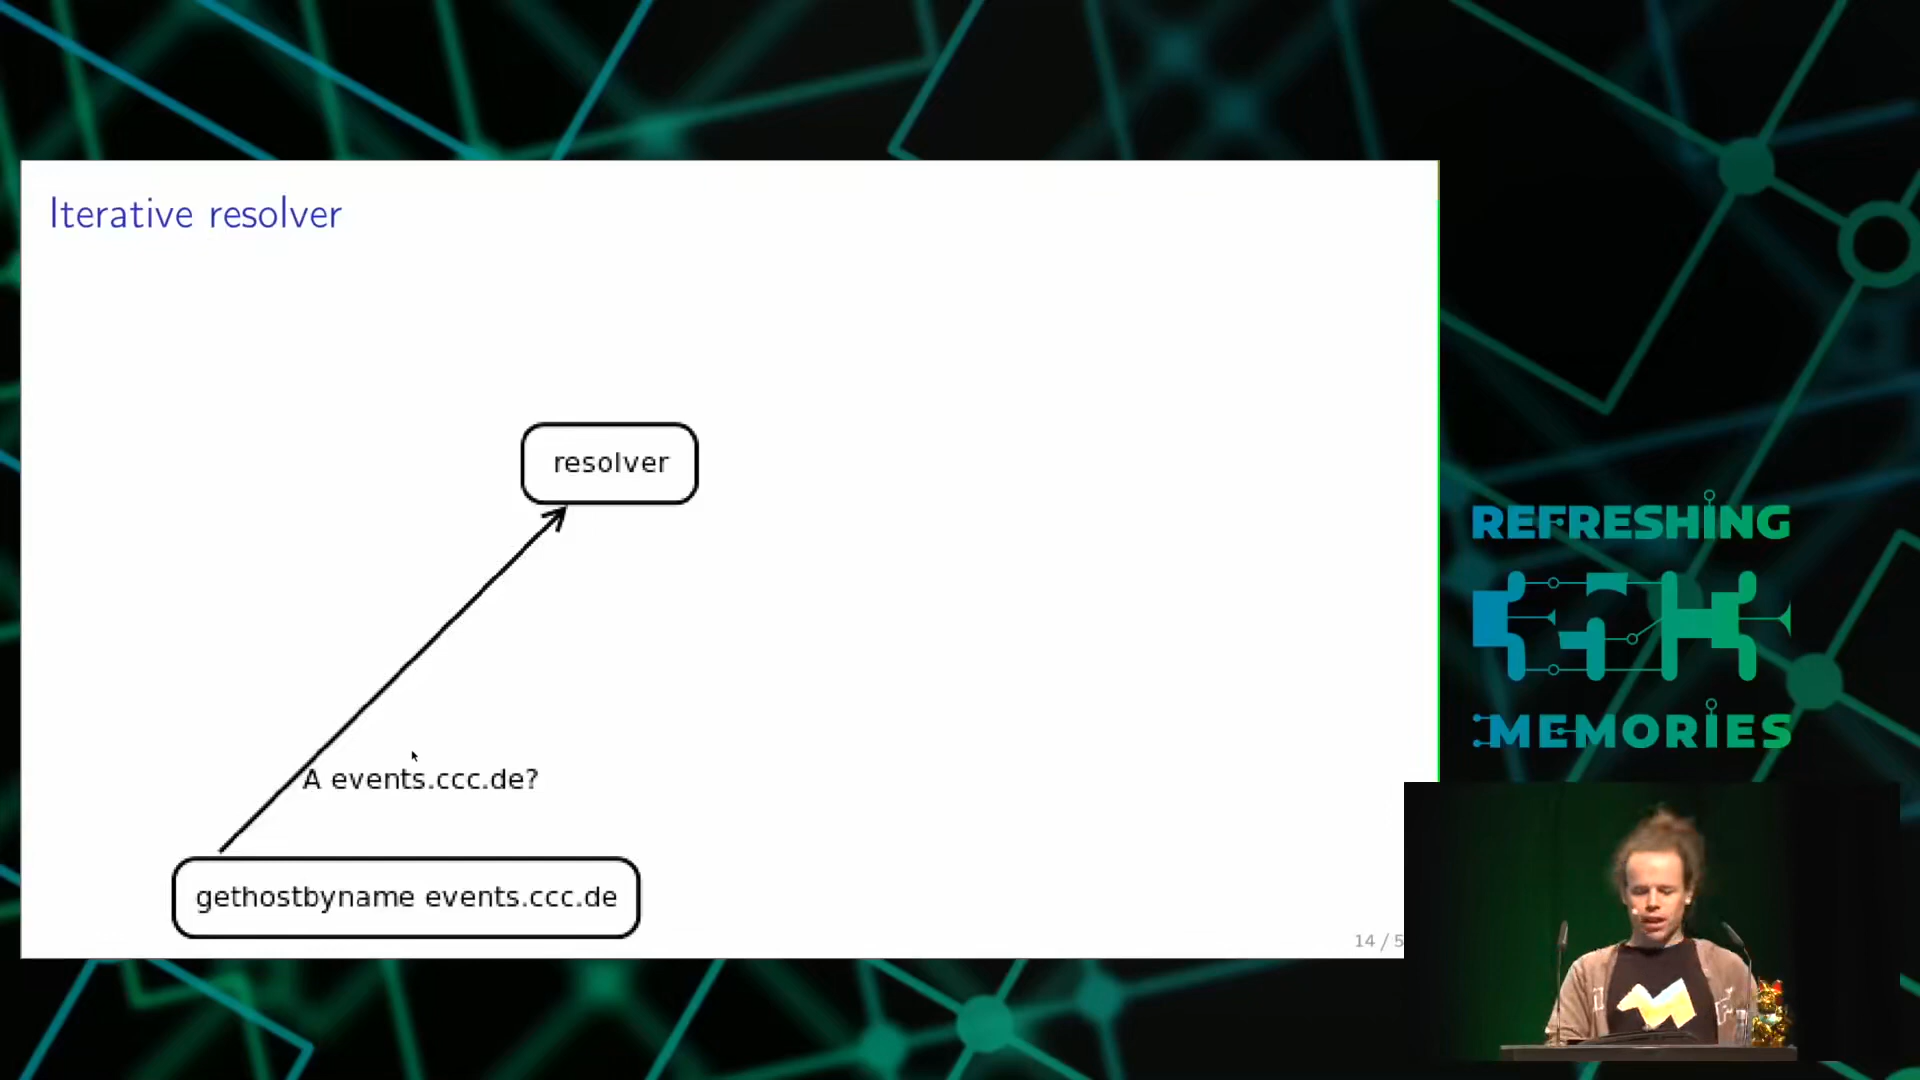 Iterative resolver
resolver
A events.ccc.de?
gethostbyname events.ccc.de
14 / 5
REFRESHING
MEMORIES